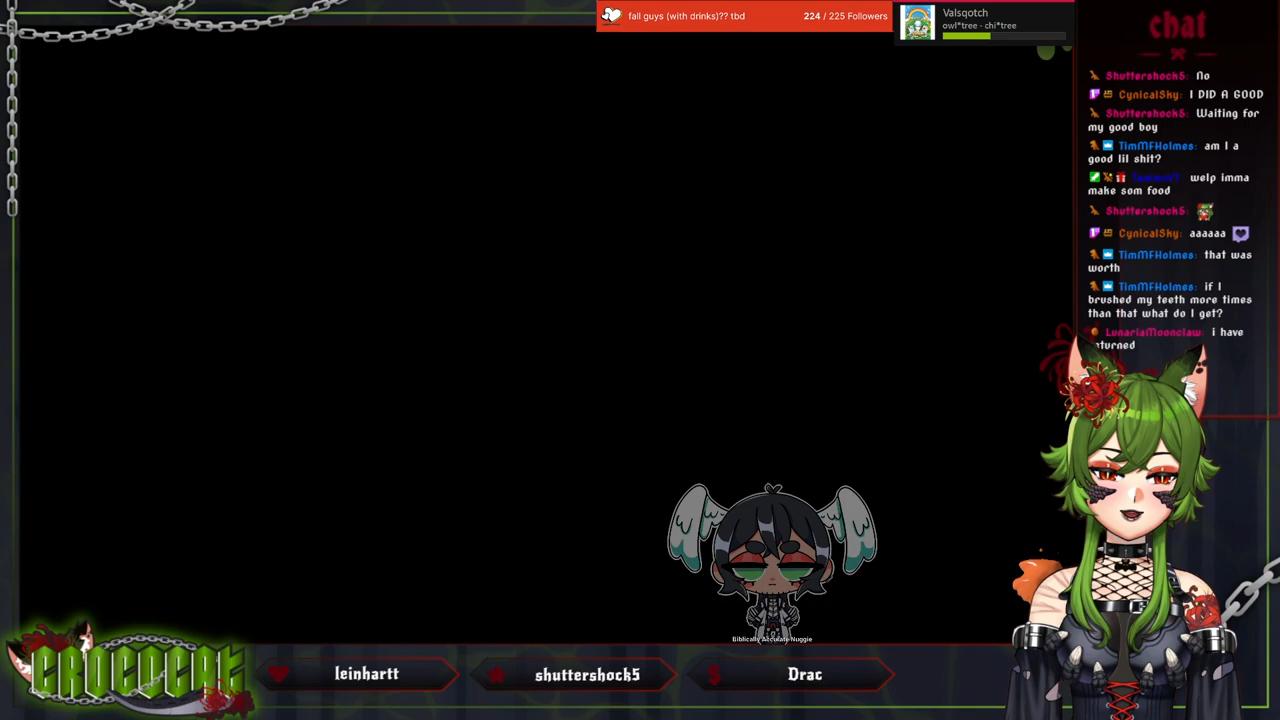 fall guys (with drinks)?? tbd
224 / 225 Followers
Valsqotch
owl*tree - chi*tree
chat
Shuttershock5: No
CynicalSky: I DID A GOOD
Shuttershock5: Waiting for
my good boy
TimMFHolmes: am I a
good lil shit?
welp imma
make som food
Shuttershock5:
CynicalSky: aaaaaa
TimMFHolmes: that was
worth
TimMFHolmes: if I
brushed my teeth more times
than that what do I get?
LunariaMoonclaw: i have
Biblically Accurate Nuggie
CROCOCAT
leinhartt
shuttershock5
Drac